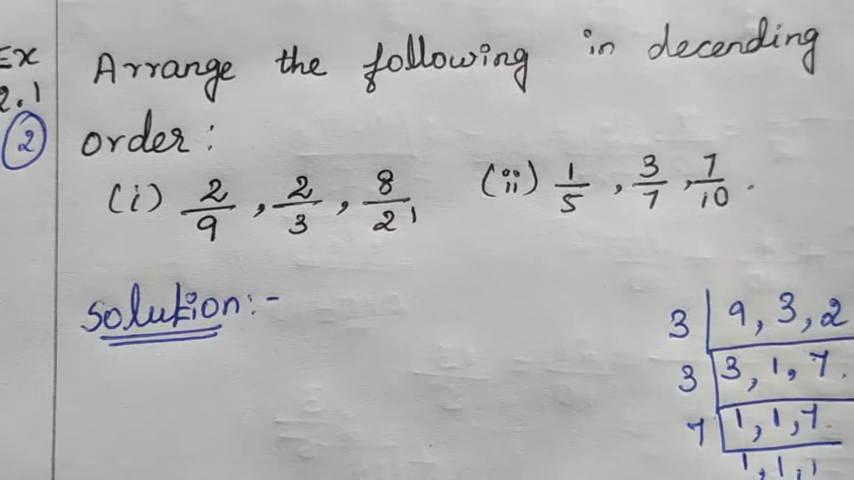 Ex Arrange the following in decending
2.1
2 order:
(i) 2/9, 2/3, 8/21 (ii) 1/5, 3/7, 7/10.
Solution:-
3 | 9, 3, 2
3 | 3, 1, 7.
7 | 1, 1, 7.
1, 1, 1